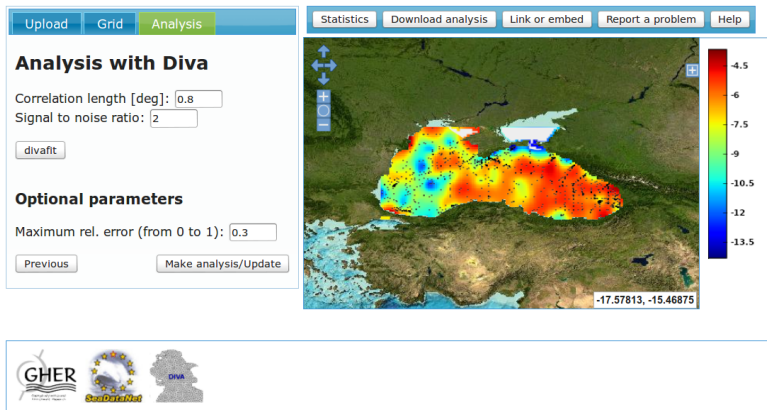 Upload Grid Analysis
Statistics Download analysis Link or embed Report a problem Help
Analysis with Diva
Correlation length [deg]: 0.8
Signal to noise ratio: 2
divafit
Optional parameters
Maximum rel. error (from 0 to 1): 0.3
Previous Make analysis/Update
-4.5
-6
-7.5
-9
-10.5
-12
-13.5
-17.57813, -15.46875
GHER
SeaDataNet
DIVA